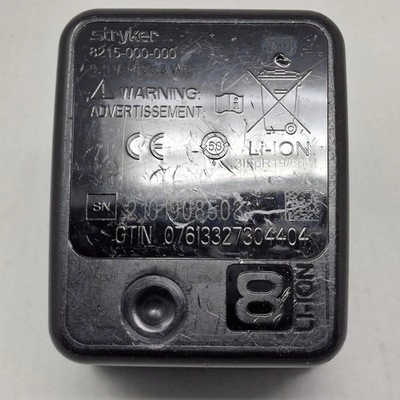 stryker
8215-000-000
WARNING:
ADVERTISSEMENT:
CE
Li-ION
SN
GTIN 07613327304404
8
LI-ION